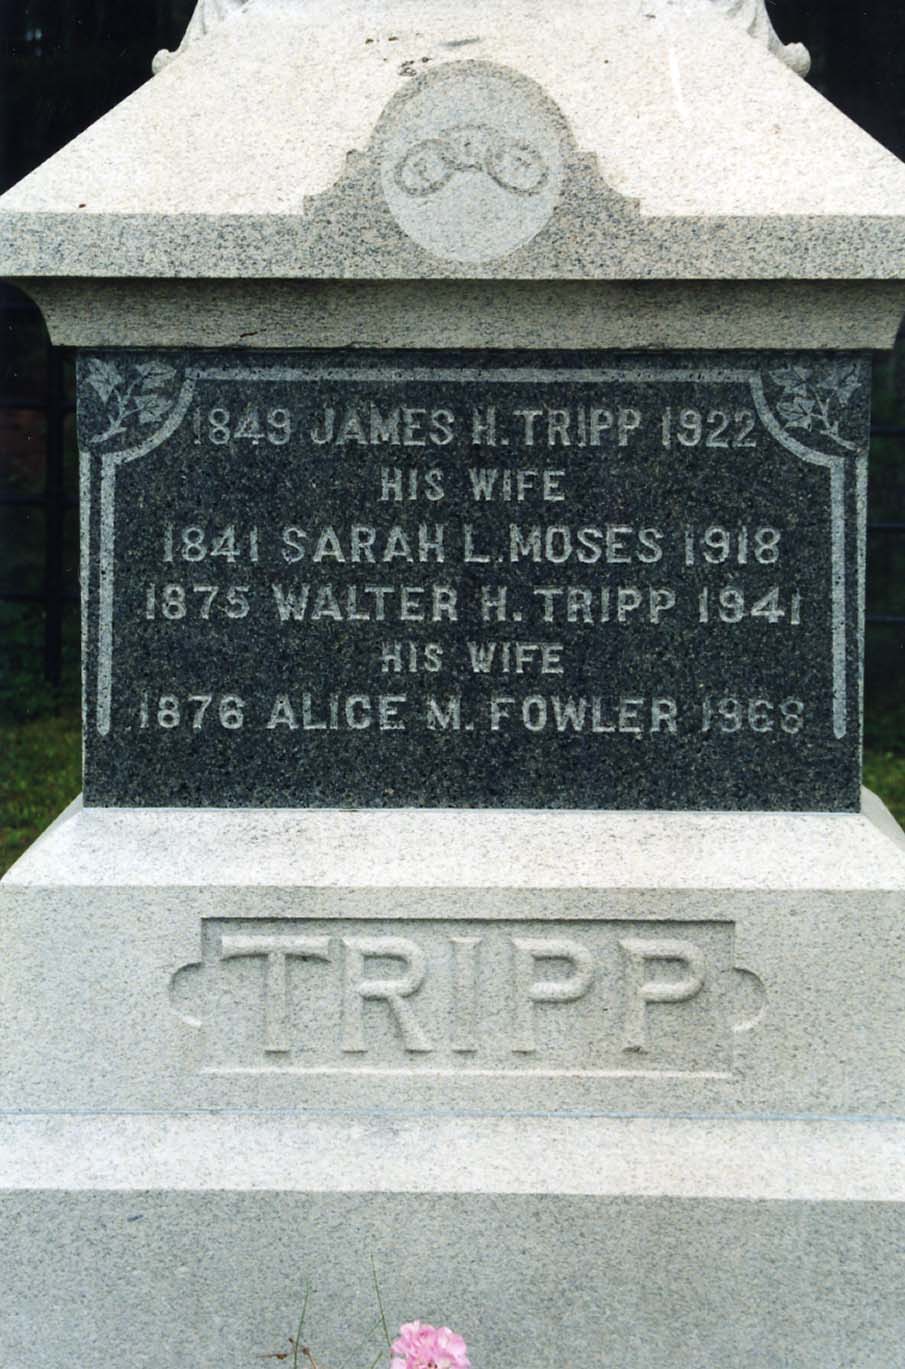 1849 JAMES H. TRIPP 1922
HIS WIFE
1841 SARAH L. MOSES 1918
1875 WALTER H. TRIPP 1941
HIS WIFE
1876 ALICE M. FOWLER 1968
TRIPP